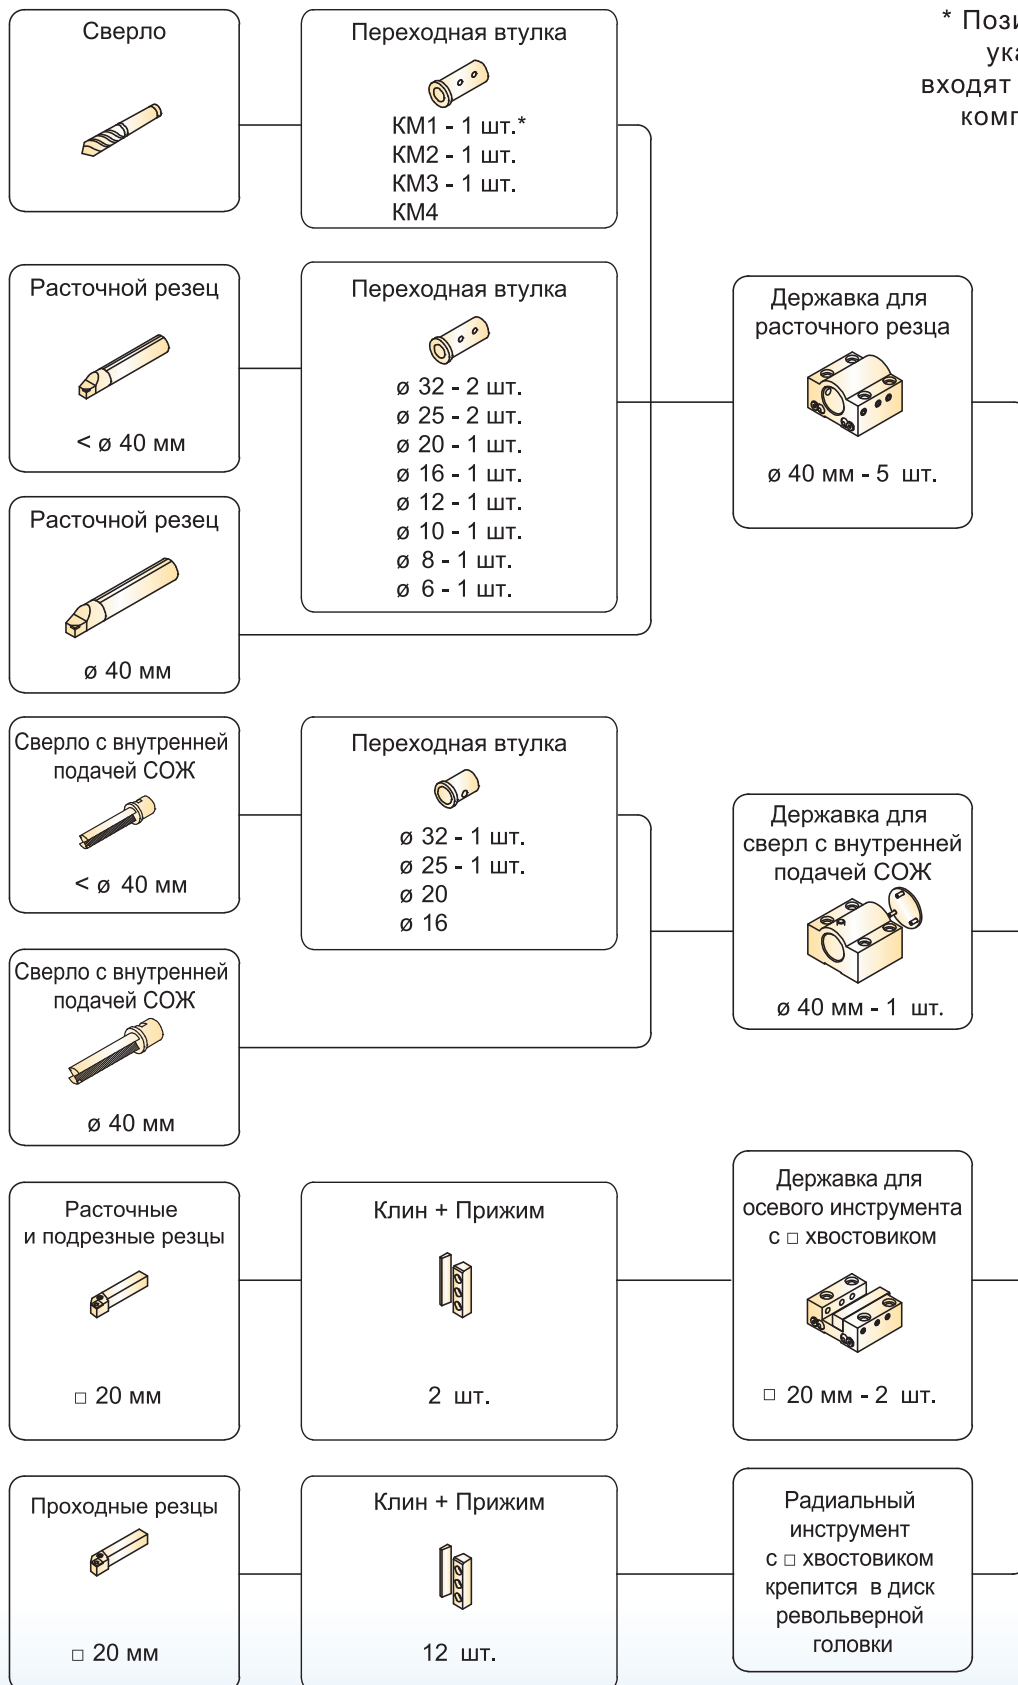 Сверло
Переходная втулка
КМ1 - 1 шт.*
КМ2 - 1 шт.
КМ3 - 1 шт.
КМ4
* Пози
ука
входят
комп
Расточной резец
< ø 40 мм
Переходная втулка
ø 32 - 2 шт.
ø 25 - 2 шт.
ø 20 - 1 шт.
ø 16 - 1 шт.
ø 12 - 1 шт.
ø 10 - 1 шт.
ø 8 - 1 шт.
ø 6 - 1 шт.
Державка для
расточного резца
ø 40 мм - 5 шт.
Расточной резец
ø 40 мм
Сверло с внутренней
подачей СОЖ
< ø 40 мм
Переходная втулка
ø 32 - 1 шт.
ø 25 - 1 шт.
ø 20
ø 16
Державка для
сверл с внутренней
подачей СОЖ
ø 40 мм - 1 шт.
Сверло с внутренней
подачей СОЖ
ø 40 мм
Расточные
и подрезные резцы
□ 20 мм
Клин + Прижим
2 шт.
Державка для
осевого инструмента
с □ хвостовиком
□ 20 мм - 2 шт.
Проходные резцы
□ 20 мм
Клин + Прижим
12 шт.
Радиальный
инструмент
с □ хвостовиком
крепится в диск
револьверной
головки